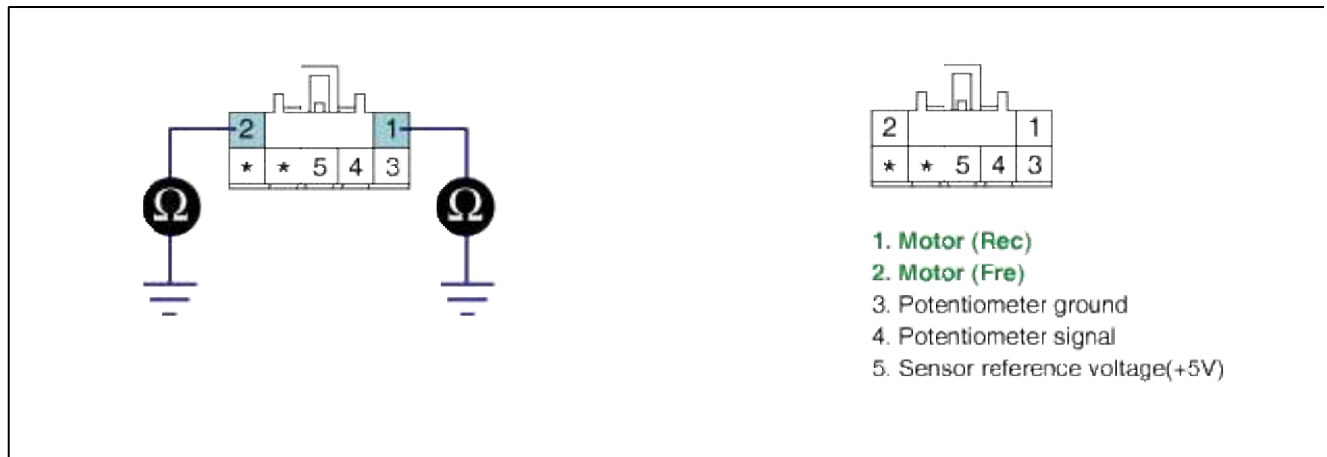 2 1
* * 5 4 3
Ω Ω
2 1
* * 5 4 3
1. Motor (Rec)
2. Motor (Fre)
3. Potentiometer ground
4. Potentiometer signal
5. Sensor reference voltage(+5V)